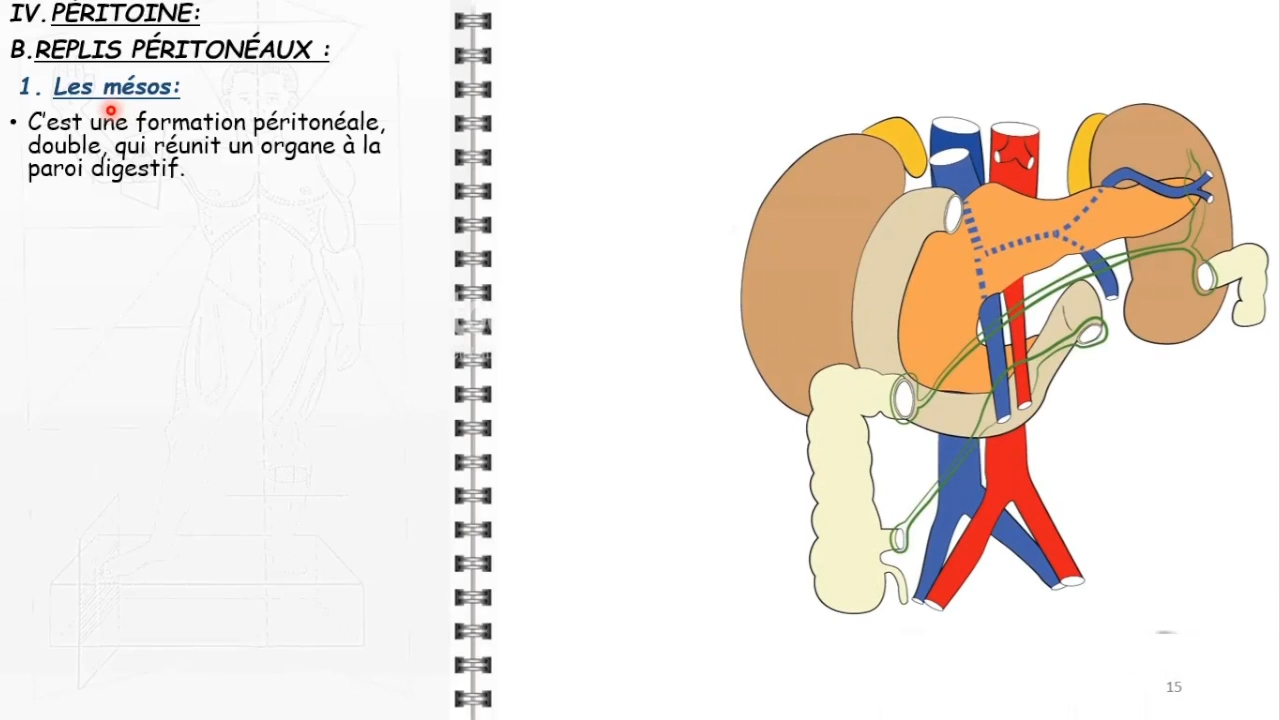 IV. PÉRITOINE:
B.REPLIS PÉRITONÉAUX :
1. Les mésos:
• C'est une formation péritonéale,
double, qui réunit un organe à la
paroi digestif.
15